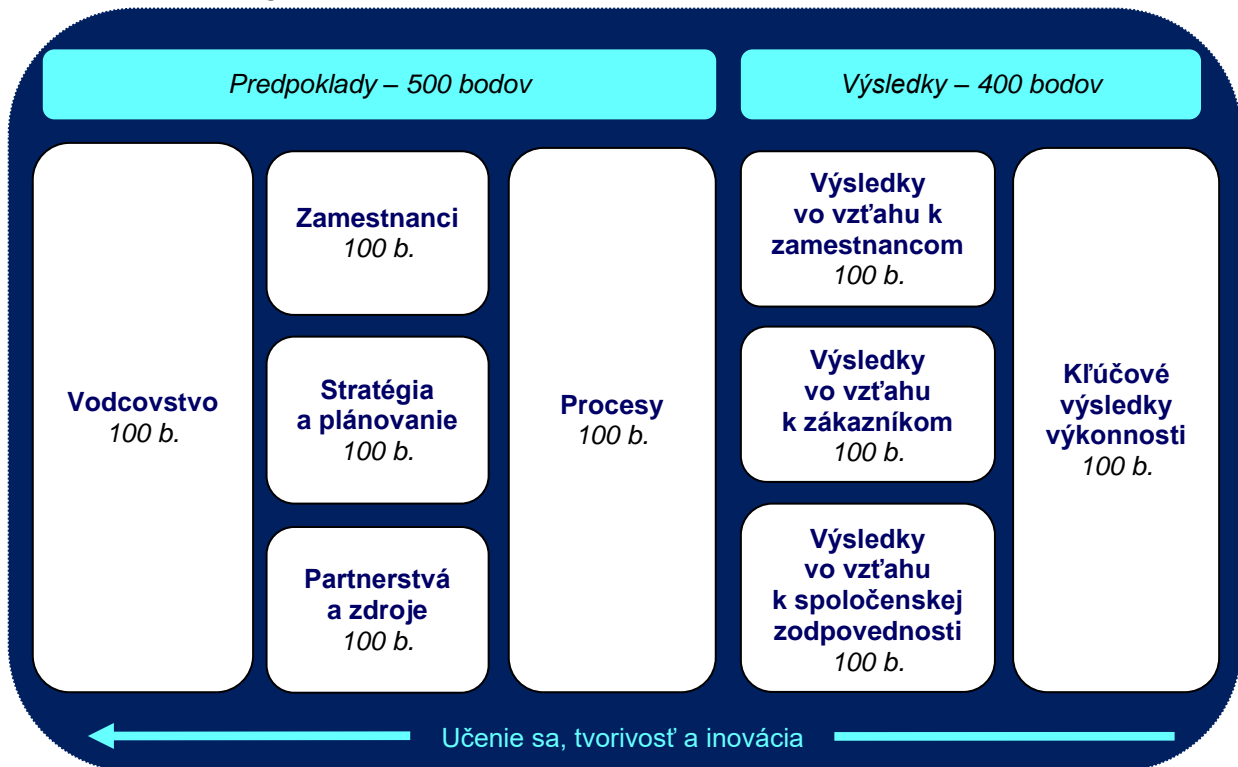 Predpoklady – 500 bodov
Výsledky – 400 bodov
Vodcovstvo
100 b.
Zamestnanci
100 b.
Stratégia
a plánovanie
100 b.
Partnerstvá
a zdroje
100 b.
Procesy
100 b.
Výsledky
vo vzťahu k
zamestnancom
100 b.
Výsledky
vo vzťahu
k zákazníkom
100 b.
Výsledky
vo vzťahu
k spoločenskej
zodpovednosti
100 b.
Kľúčové
výsledky
výkonnosti
100 b.
Učenie sa, tvorivosť a inovácia